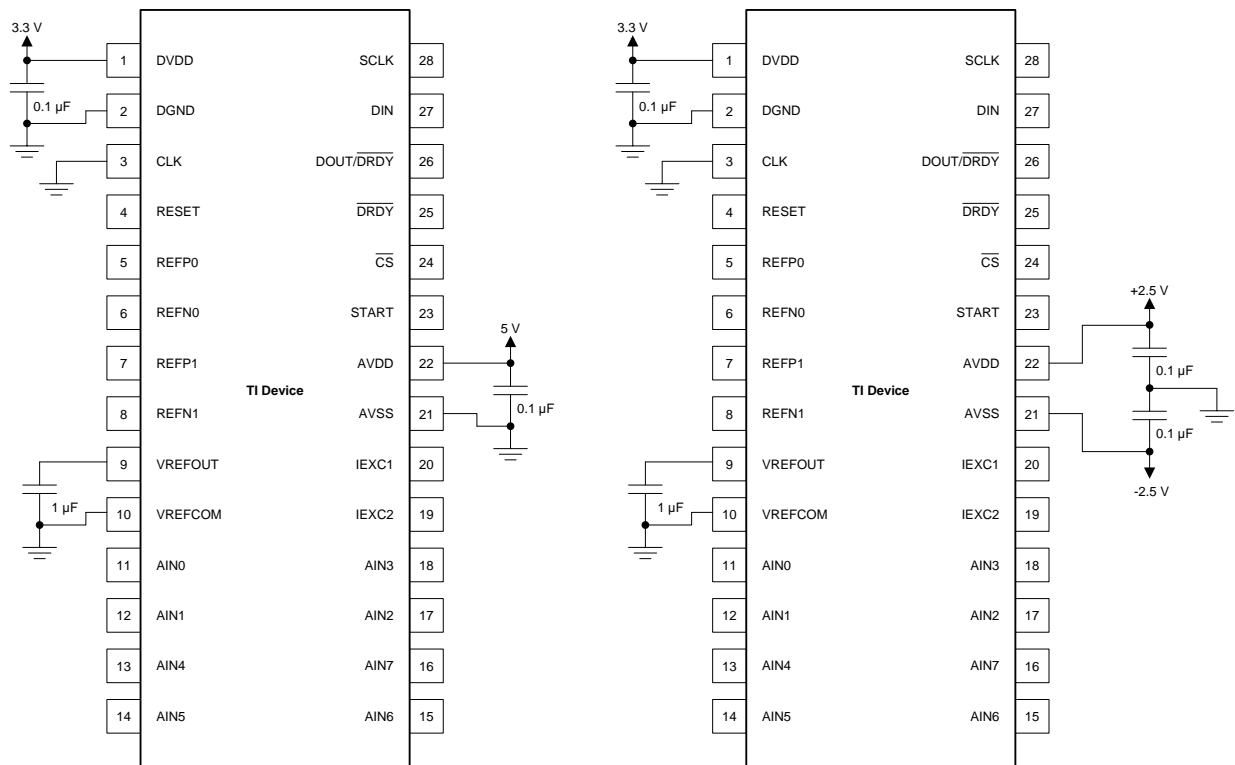 3.3 V
1 DVDD SCLK 28
0.1 µF
2 DGND DIN 27
3 CLK DOUT/DRDY 26
4 RESET DRDY 25
5 REFP0 CS 24
6 REFN0 START 23
5 V
7 REFP1 AVDD 22
TI Device
0.1 µF
8 REFN1 AVSS 21
9 VREFOUT IEXC1 20
1 µF
10 VREFCOM IEXC2 19
11 AIN0 AIN3 18
12 AIN1 AIN2 17
13 AIN4 AIN7 16
14 AIN5 AIN6 15
3.3 V
1 DVDD SCLK 28
0.1 µF
2 DGND DIN 27
3 CLK DOUT/DRDY 26
4 RESET DRDY 25
5 REFP0 CS 24
+2.5 V
6 REFN0 START 23
7 REFP1 AVDD 22
0.1 µF
TI Device
8 REFN1 AVSS 21
0.1 µF
9 VREFOUT IEXC1 20
-2.5 V
1 µF
10 VREFCOM IEXC2 19
11 AIN0 AIN3 18
12 AIN1 AIN2 17
13 AIN4 AIN7 16
14 AIN5 AIN6 15